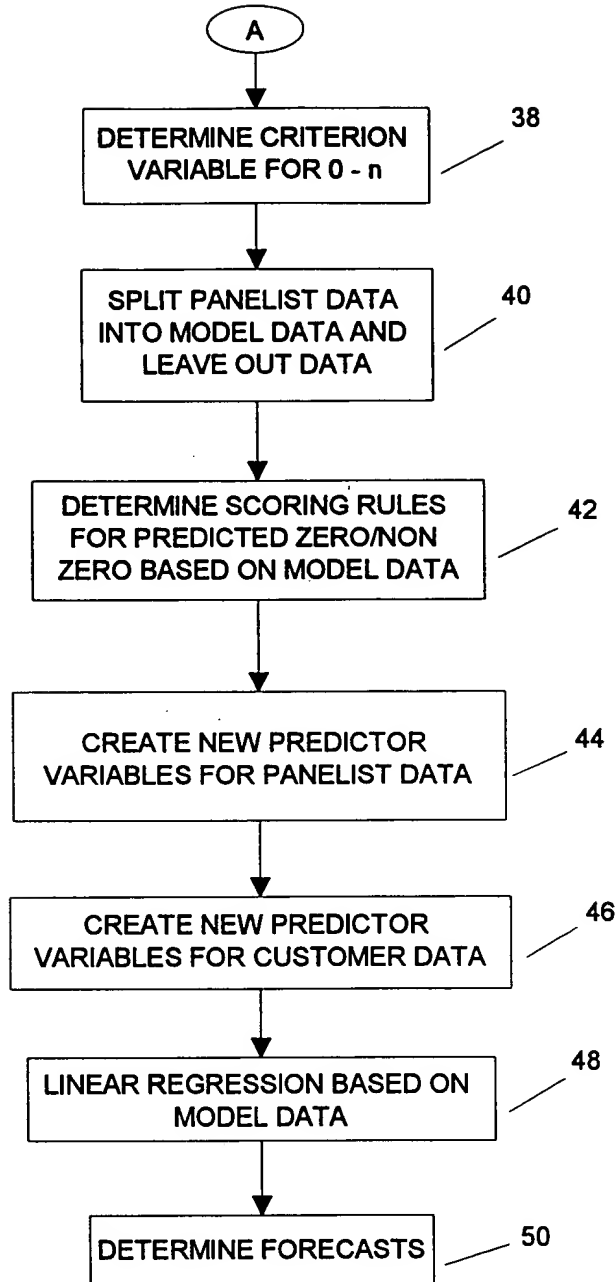 A
DETERMINE CRITERION
VARIABLE FOR 0 - n
38
SPLIT PANELIST DATA
INTO MODEL DATA AND
LEAVE OUT DATA
40
DETERMINE SCORING RULES
FOR PREDICTED ZERO/NON
ZERO BASED ON MODEL DATA
42
CREATE NEW PREDICTOR
VARIABLES FOR PANELIST DATA
44
CREATE NEW PREDICTOR
VARIABLES FOR CUSTOMER DATA
46
LINEAR REGRESSION BASED ON
MODEL DATA
48
DETERMINE FORECASTS
50